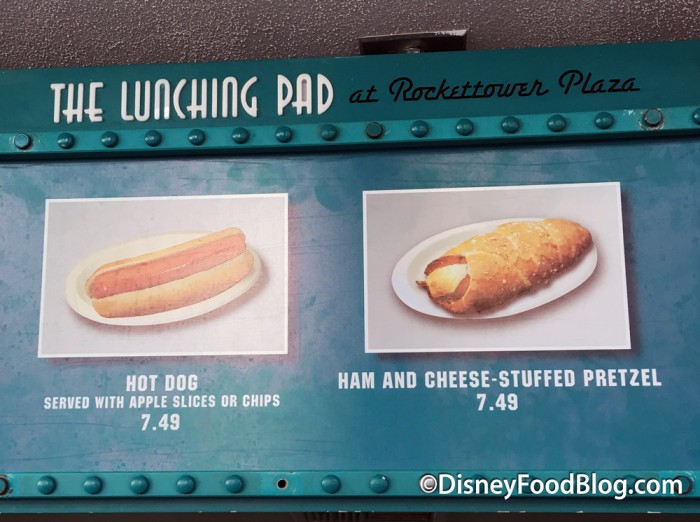 THE LUNCHING PAD at Rockettower Plaza
HOT DOG
SERVED WITH APPLE SLICES OR CHIPS
7.49
HAM AND CHEESE-STUFFED PRETZEL
7.49
©DisneyFoodBlog.com